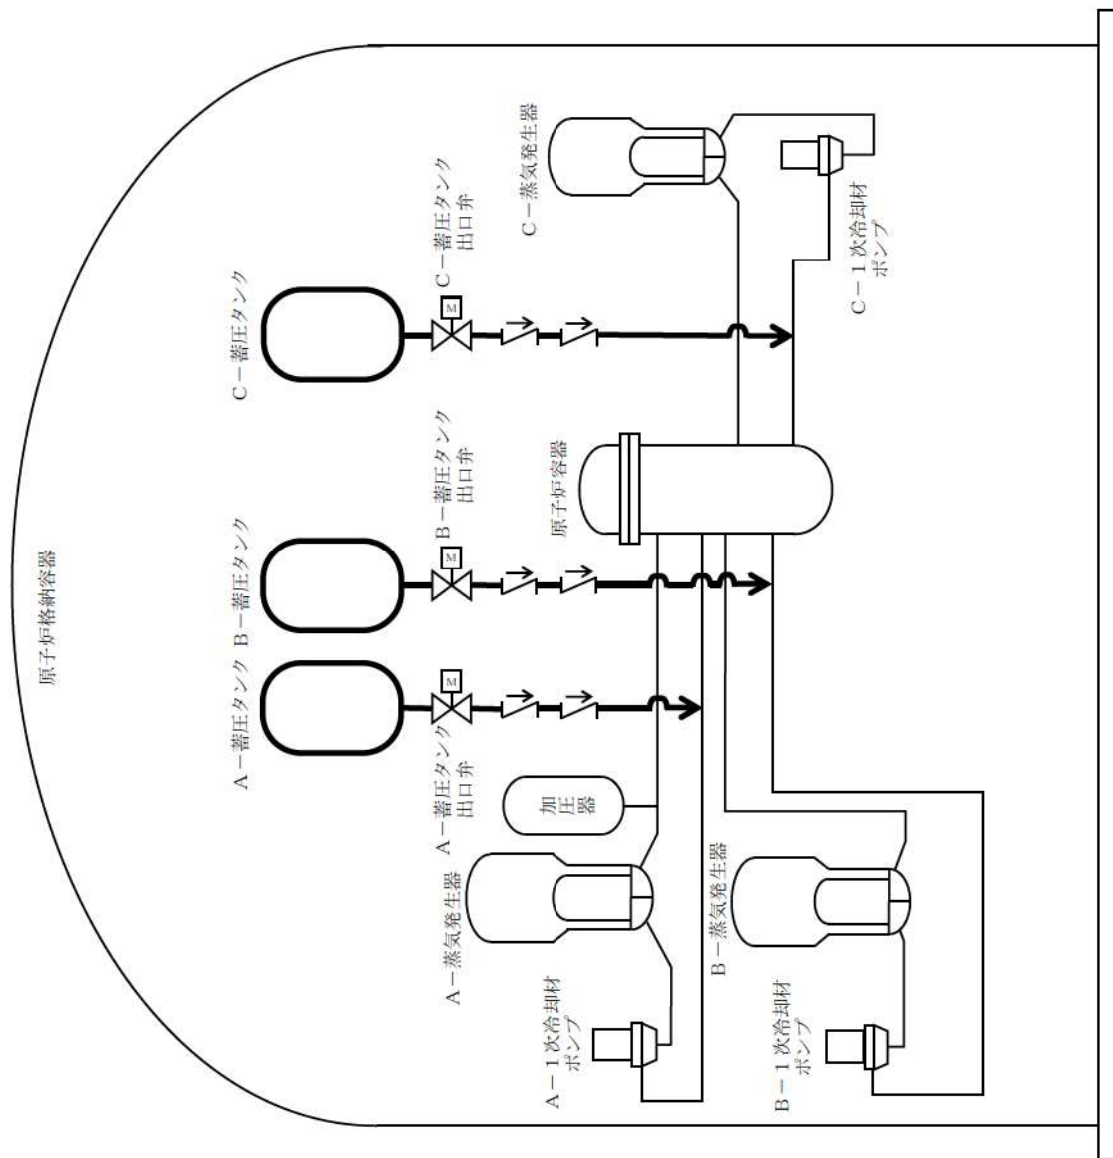 原子炉格納容器
A－蓄圧タンク
B－蓄圧タンク
C－蓄圧タンク
A－蓄圧タンク
出口弁
B－蓄圧タンク
出口弁
C－蓄圧タンク
出口弁
M
M
M
A－蒸気発生器
加圧器
原子炉容器
C－蒸気発生器
A－1次冷却材
ポンプ
B－蒸気発生器
B－1次冷却材
ポンプ
C－1次冷却材
ポンプ